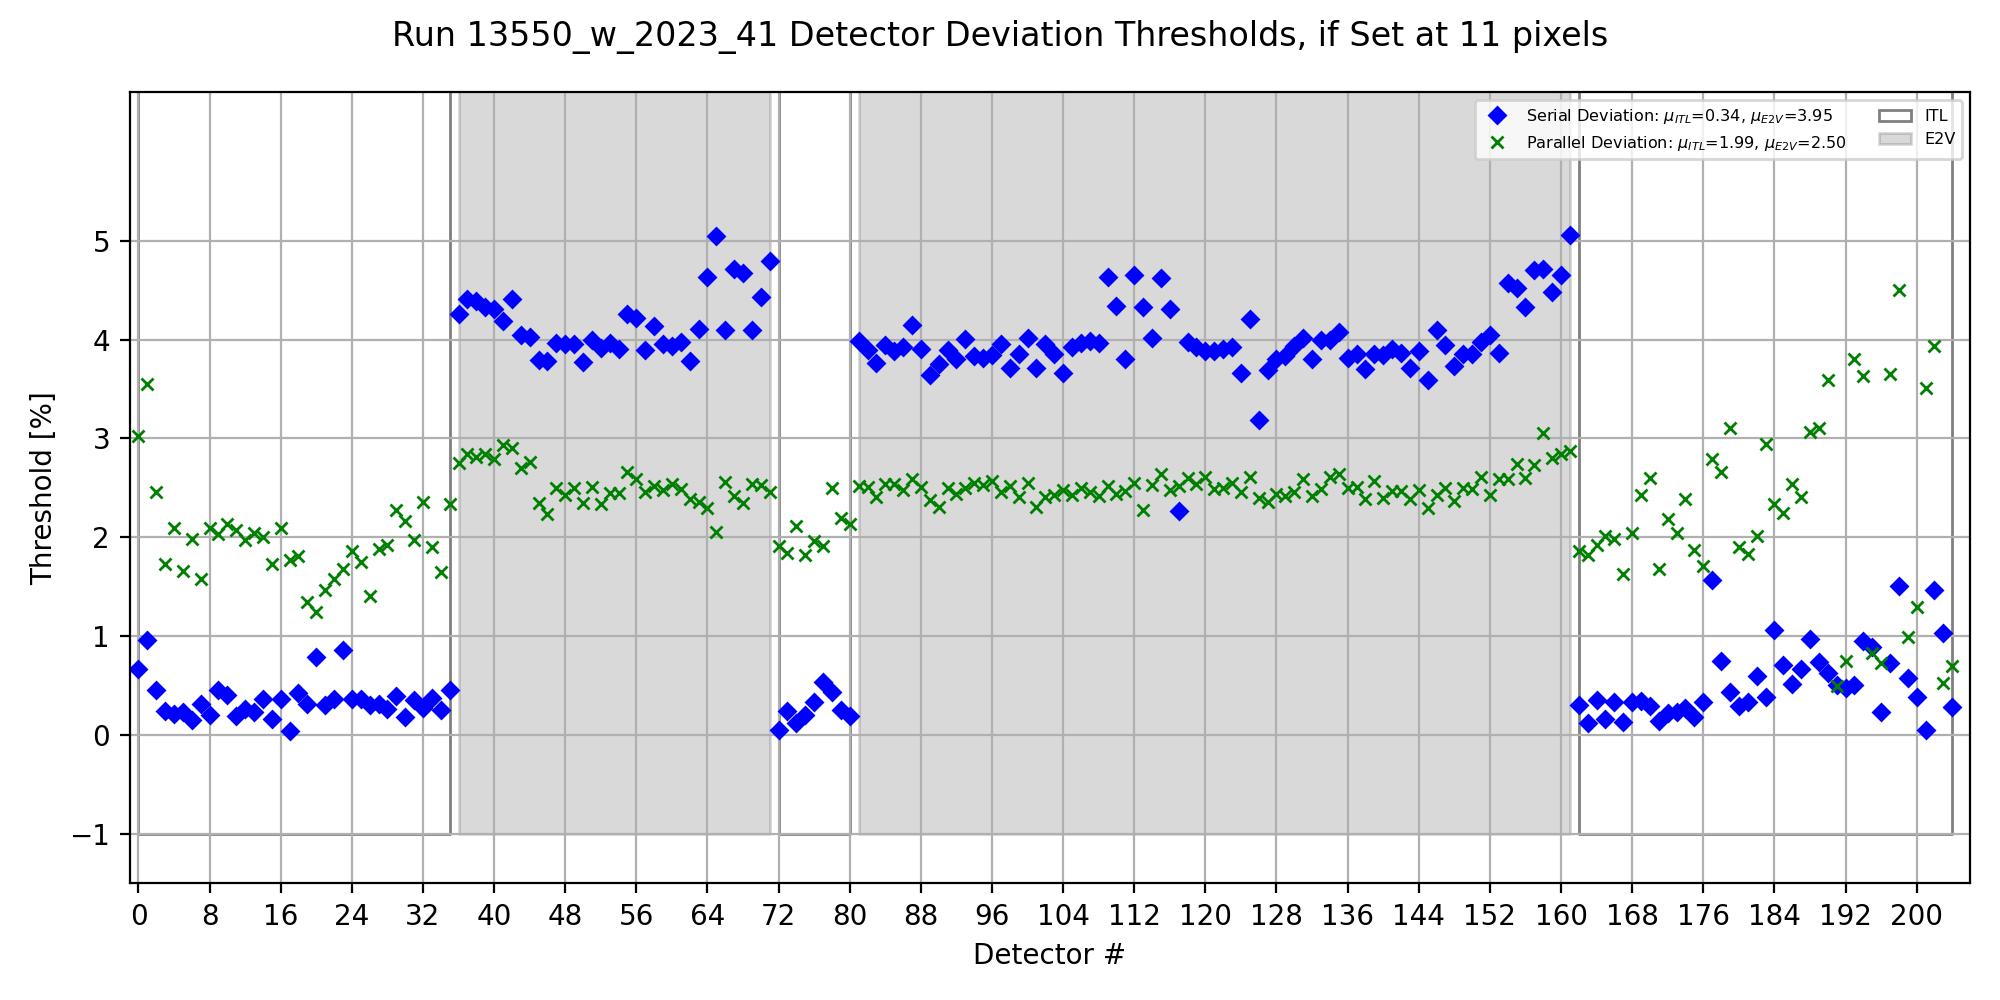 Run 13550_w_2023_41 Detector Deviation Thresholds, if Set at 11 pixels
Serial Deviation: μITL=0.34, μE2V=3.95
Parallel Deviation: μITL=1.99, μE2V=2.50
ITL
E2V
Threshold [%]
5
4
3
2
1
0
−1
0 8 16 24 32 40 48 56 64 72 80 88 96 104 112 120 128 136 144 152 160 168 176 184 192 200
Detector #